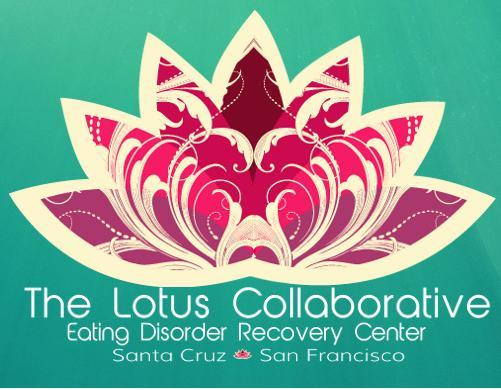 The Lotus Collaborative
Eating Disorder Recovery Center
Santa Cruz San Francisco